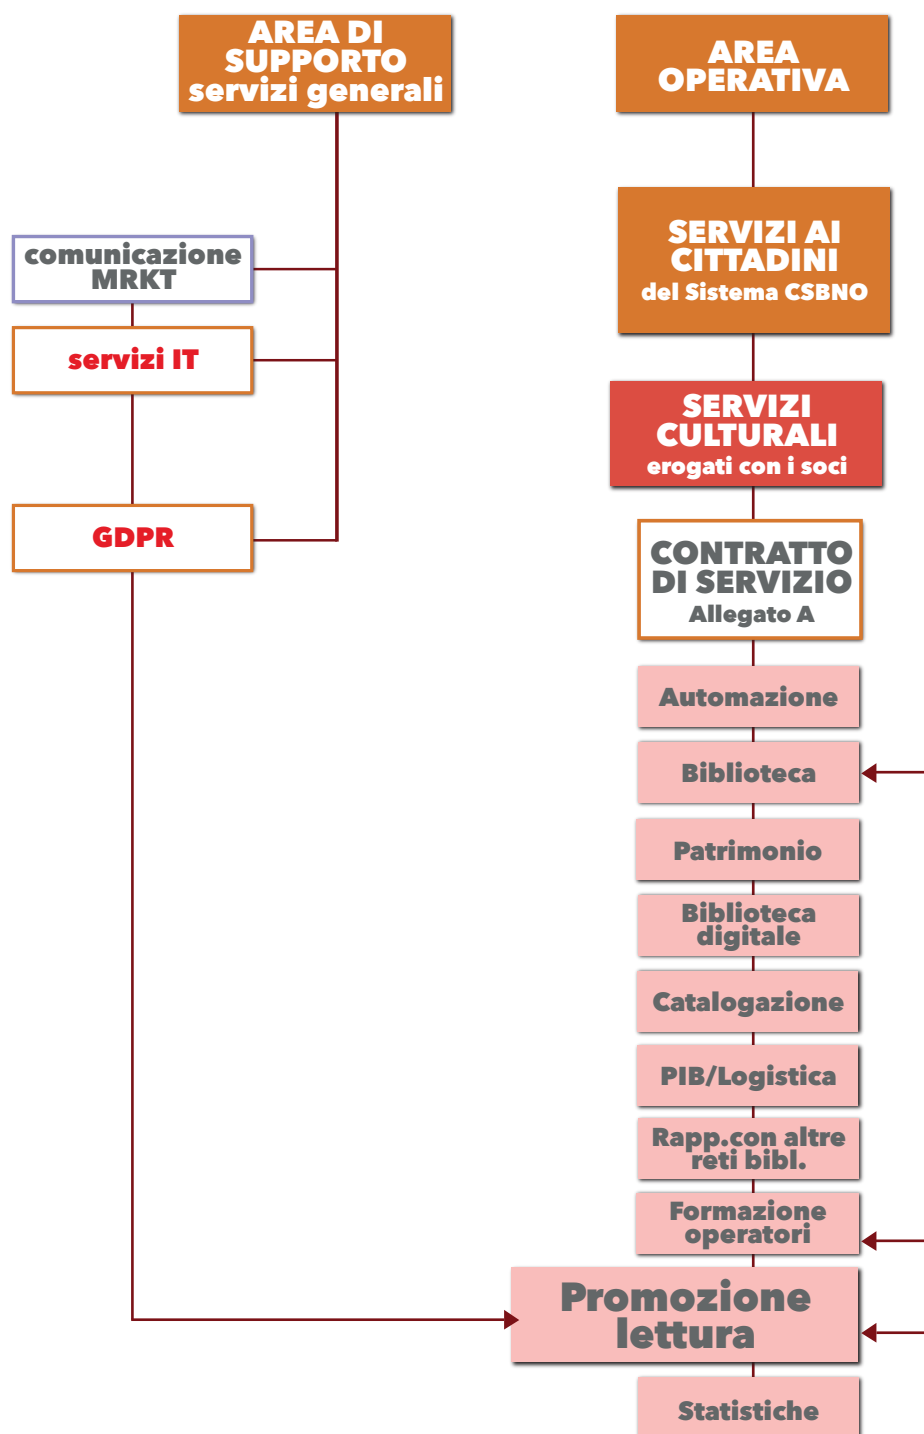 AREA DI
SUPPORTO
servizi generali
comunicazione
MRKT
servizi IT
GDPR
AREA
OPERATIVA
SERVIZI AI
CITTADINI
del Sistema CSBNO
SERVIZI
CULTURALI
erogati con i soci
CONTRATTO
DI SERVIZIO
Allegato A
Automazione
Biblioteca
Patrimonio
Biblioteca
digitale
Catalogazione
PIB/Logistica
Rapp.con altre
reti bibl.
Formazione
operatori
Promozione
lettura
Statistiche